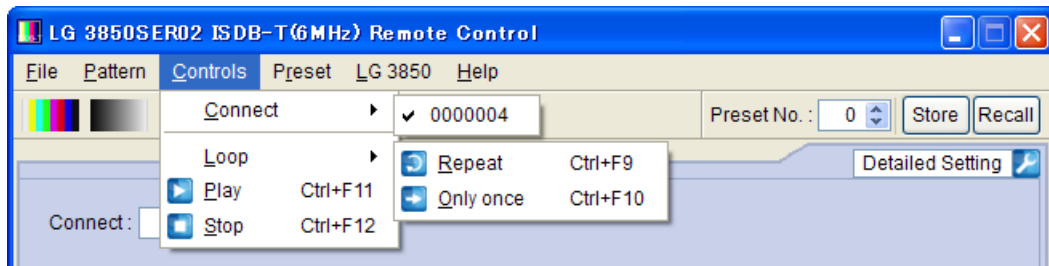 LG 3850SER02 ISDB-T(6MHz) Remote Control
File Pattern Controls Preset LG 3850 Help
Connect 0000004 Preset No. : 0 Store Recall
Loop Repeat Ctrl+F9 Detailed Setting
Play Ctrl+F11 Only once Ctrl+F10
Connect : Stop Ctrl+F12